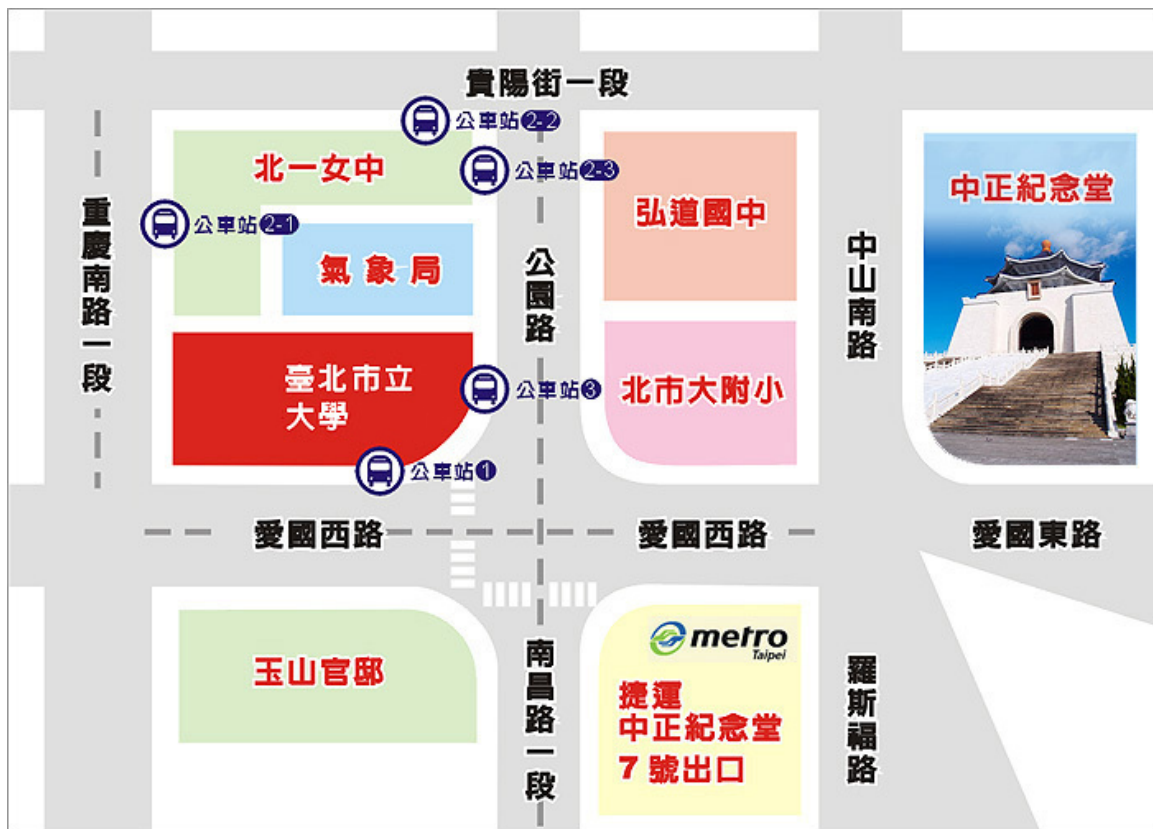 貴陽街一段
公車站2-2
北一女中
公車站2-3
中正紀念堂
弘道國中
公車站2-1
重慶南路一段
氣象局
公園路
中山南路
臺北市立
大學
公車站3
北市大附小
公車站1
愛國西路
愛國西路
愛國東路
metro
Taipei
玉山官邸
南昌路一段
捷運
中正紀念堂
7號出口
羅斯福路